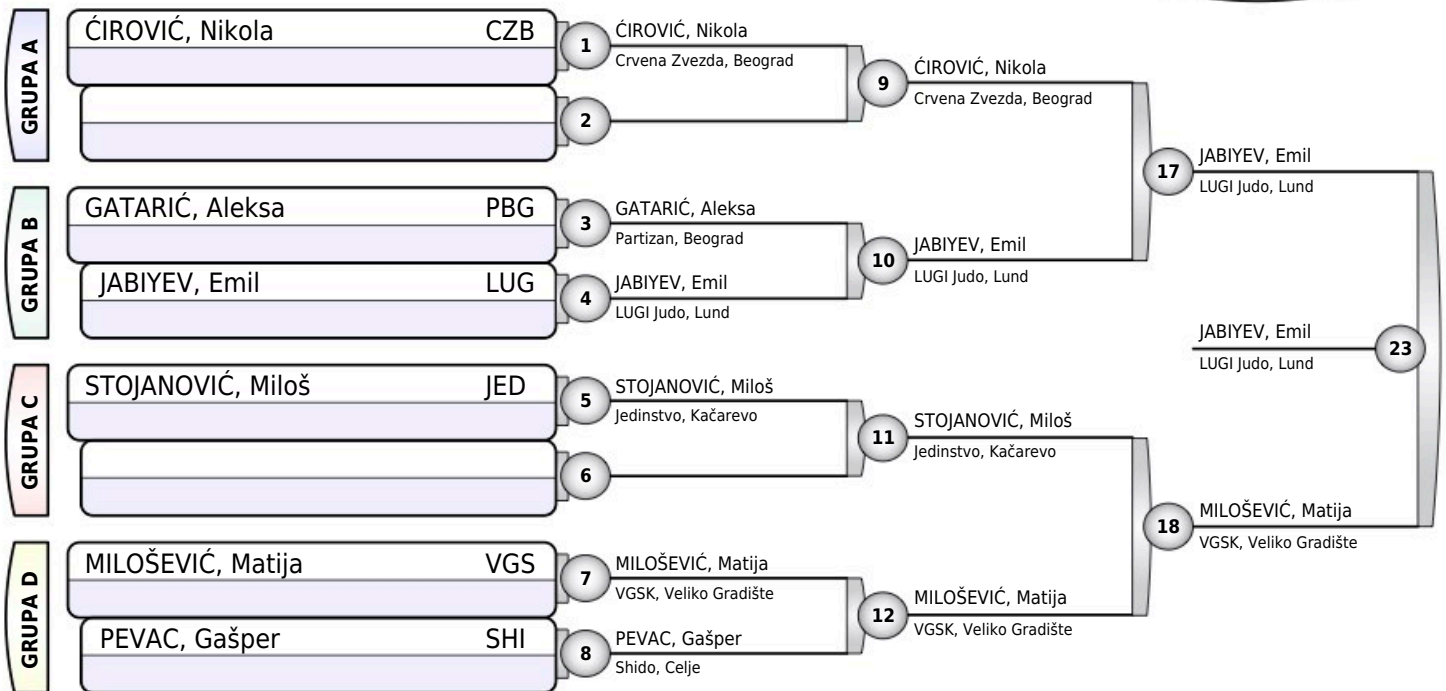 GRUPA A
ĆIROVIĆ, Nikola CZB
1
ĆIROVIĆ, Nikola
Crvena Zvezda, Beograd
2
9
ĆIROVIĆ, Nikola
Crvena Zvezda, Beograd
GRUPA B
GATARIĆ, Aleksa PBG
3
GATARIĆ, Aleksa
Partizan, Beograd
JABIYEV, Emil LUG
4
JABIYEV, Emil
LUGI Judo, Lund
10
JABIYEV, Emil
LUGI Judo, Lund
17
JABIYEV, Emil
LUGI Judo, Lund
GRUPA C
STOJANOVIĆ, Miloš JED
5
STOJANOVIĆ, Miloš
Jedinstvo, Kačarevo
6
11
STOJANOVIĆ, Miloš
Jedinstvo, Kačarevo
GRUPA D
MILOŠEVIĆ, Matija VGS
7
MILOŠEVIĆ, Matija
VGSK, Veliko Gradište
PEVAC, Gašper SHI
8
PEVAC, Gašper
Shido, Celje
12
MILOŠEVIĆ, Matija
VGSK, Veliko Gradište
18
MILOŠEVIĆ, Matija
VGSK, Veliko Gradište
JABIYEV, Emil
LUGI Judo, Lund
23